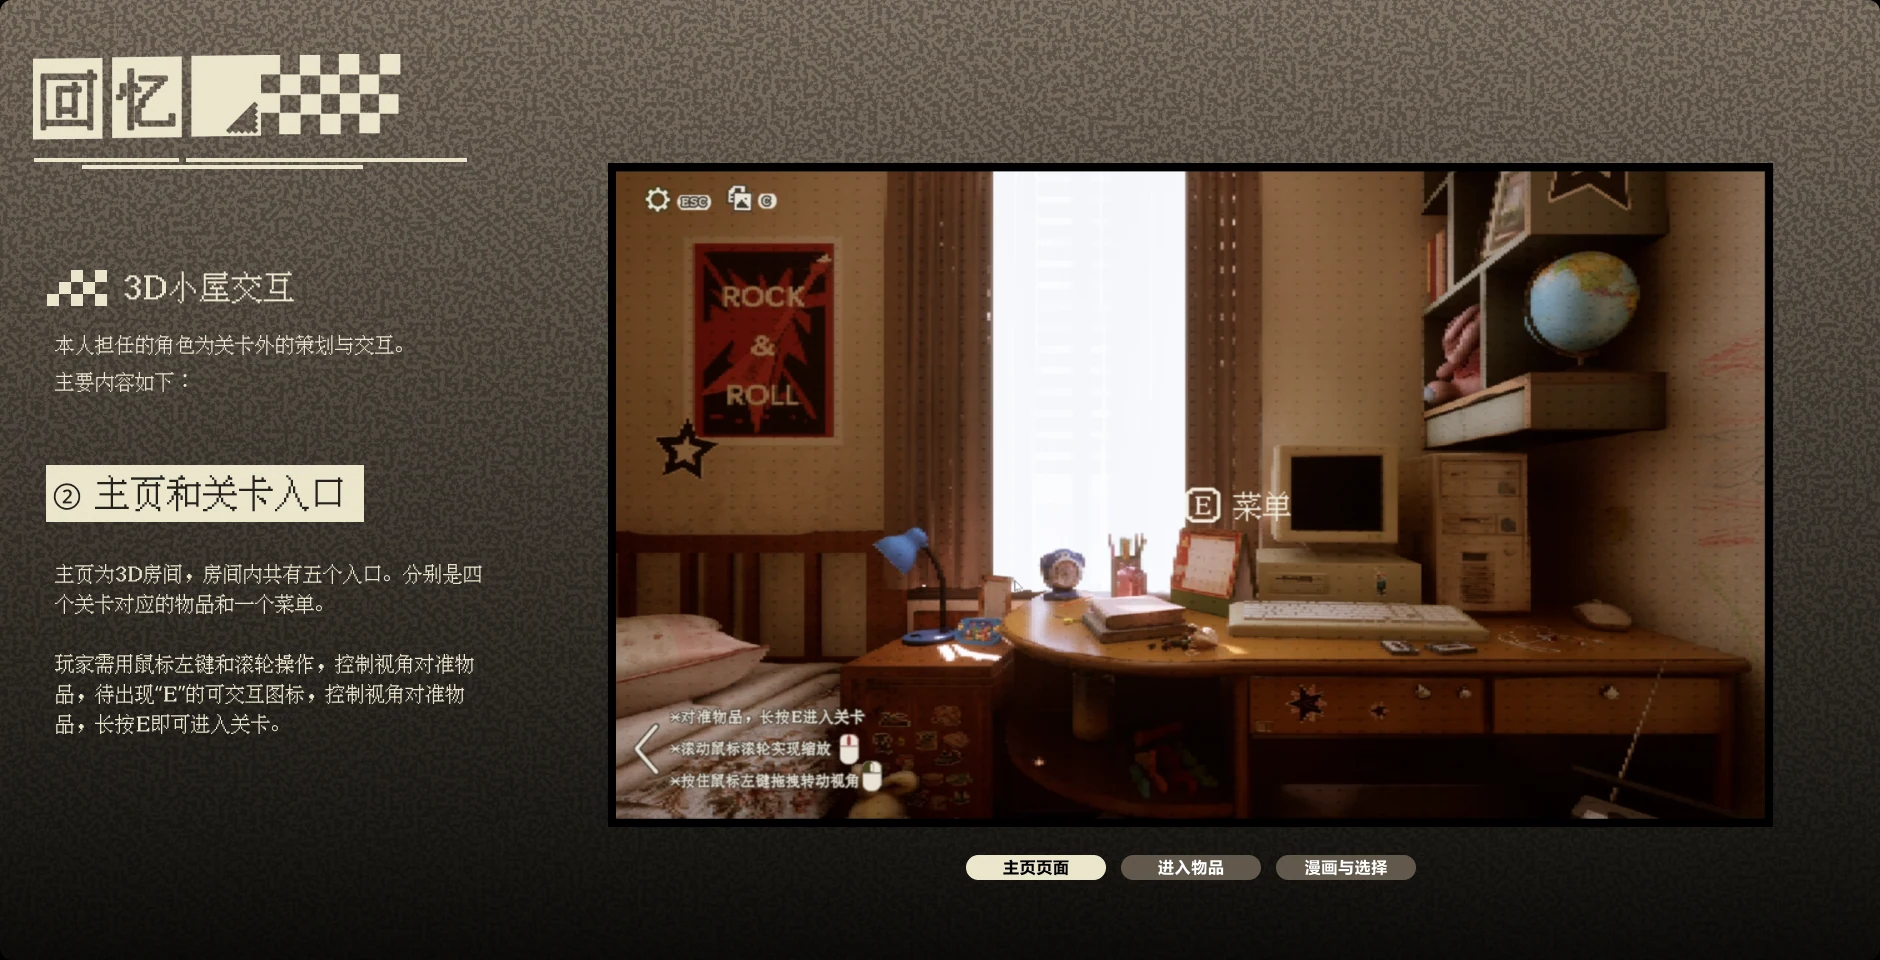 回忆
3D小屋交互
本人担任的角色为关卡外的策划与交互。
主要内容如下：
② 主页和关卡入口
主页为3D房间，房间内共有五个入口。分别是四
个关卡对应的物品和一个菜单。
玩家需用鼠标左键和滚轮操作，控制视角对准物
品，待出现“E”的可交互图标，控制视角对准物
品，长按E即可进入关卡。
ESC C
ROCK
&
ROLL
E 菜单
×对准物品，长按E进入关卡
×滚动鼠标滚轮实现缩放
×按住鼠标左键拖拽转动视角
主页页面 进入物品 漫画与选择